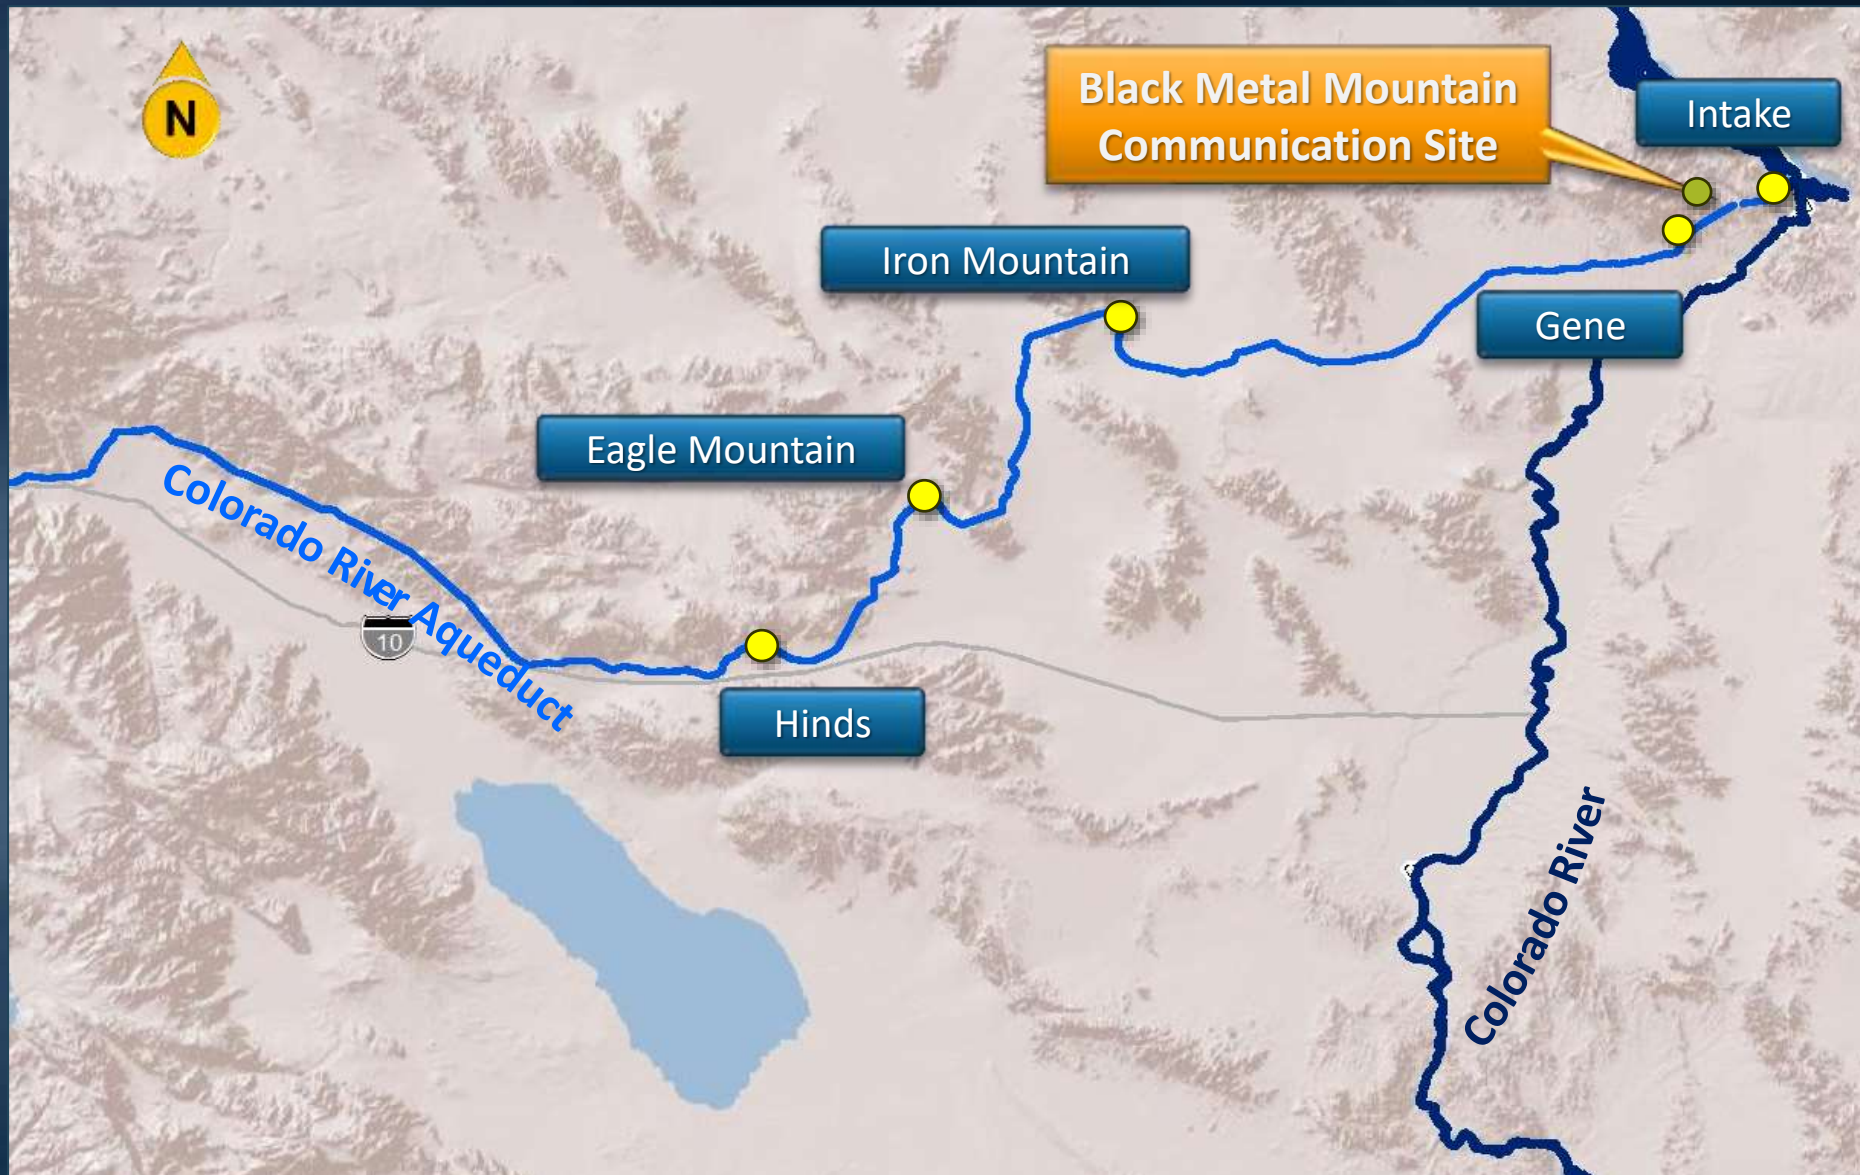 N
Black Metal Mountain
Communication Site
Intake
Iron Mountain
Gene
Eagle Mountain
Colorado River Aqueduct
10
Hinds
Colorado River